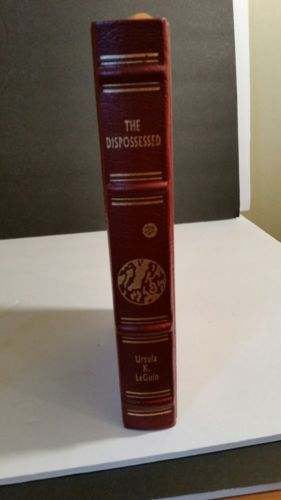 THE
DISPOSSESSED
Ursula
K.
LeGuin